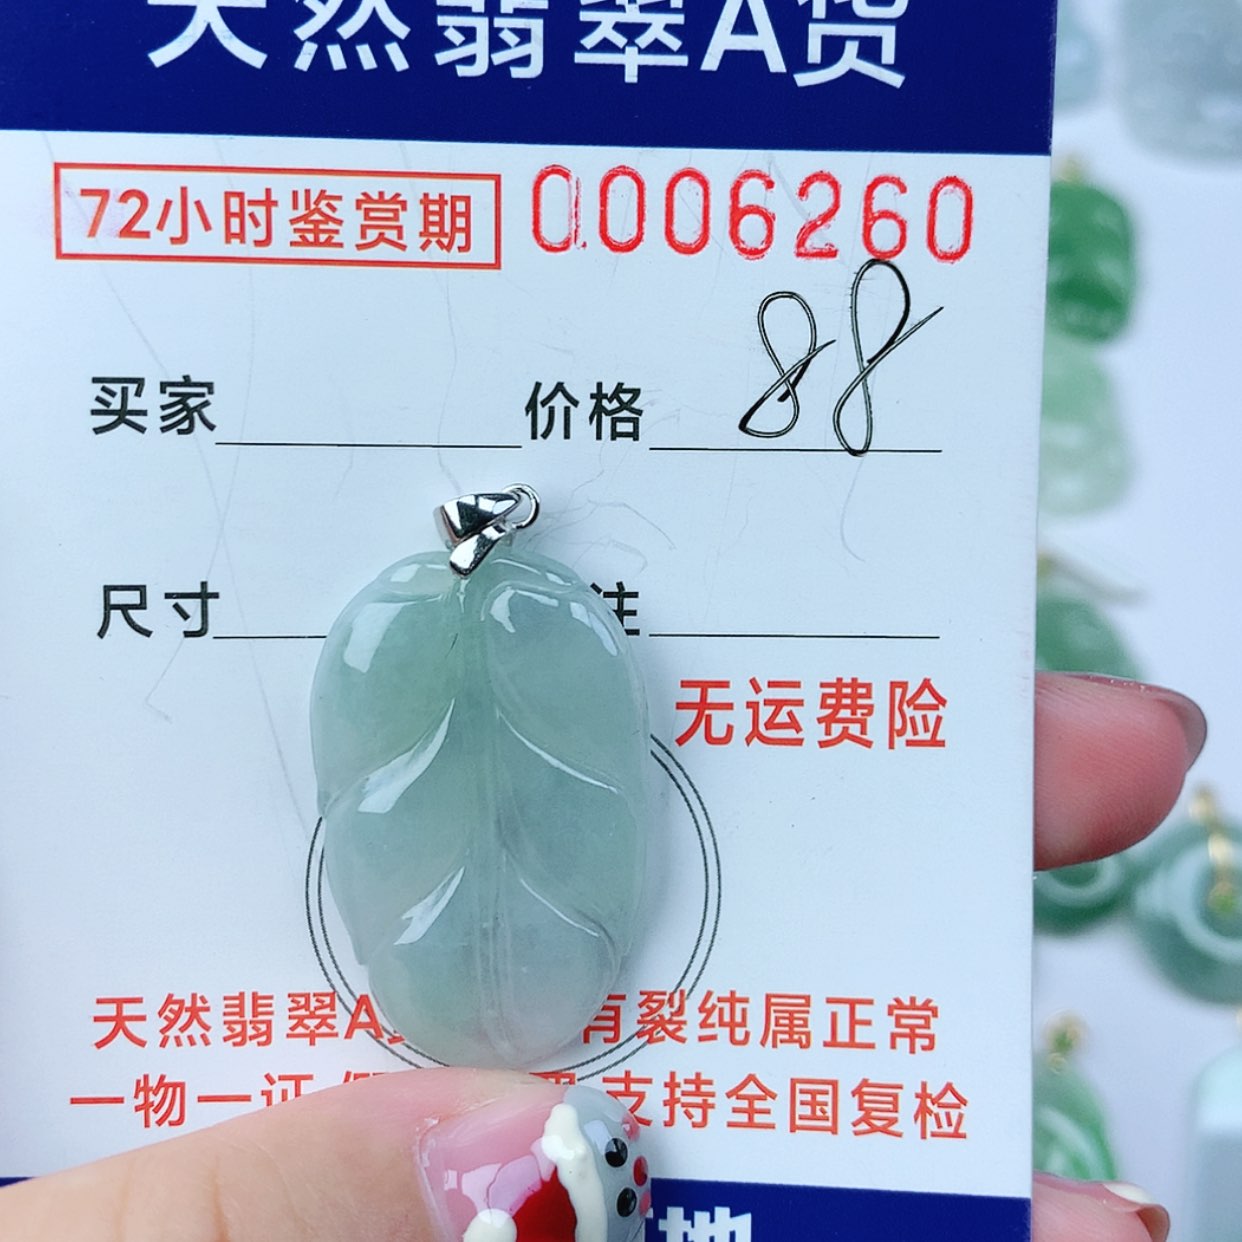 天然翡翠A货
72小时鉴赏期 0006260
买家 价格 88
尺寸 注
无运费险
天然翡翠A 有裂纯属正常
一物一证 支持全国复检